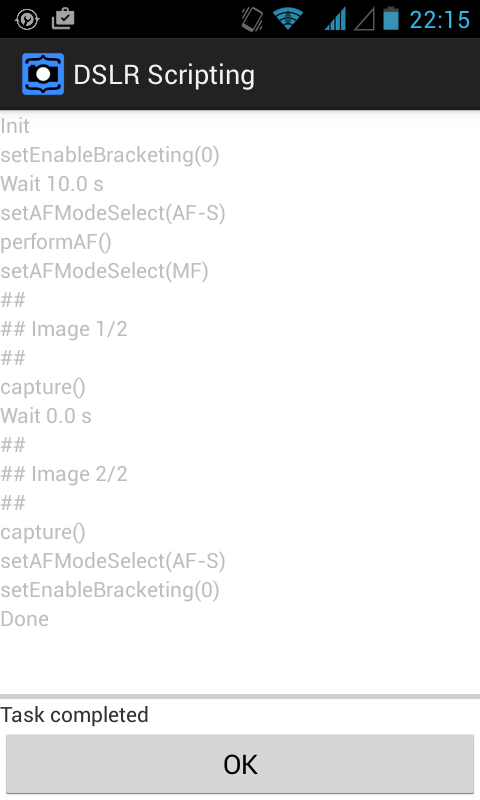 22:15
DSLR Scripting
Init
setEnableBracketing(0)
Wait 10.0 s
setAFModeSelect(AF-S)
performAF()
setAFModeSelect(MF)
##
## Image 1/2
##
capture()
Wait 0.0 s
##
## Image 2/2
##
capture()
setAFModeSelect(AF-S)
setEnableBracketing(0)
Done
Task completed
OK